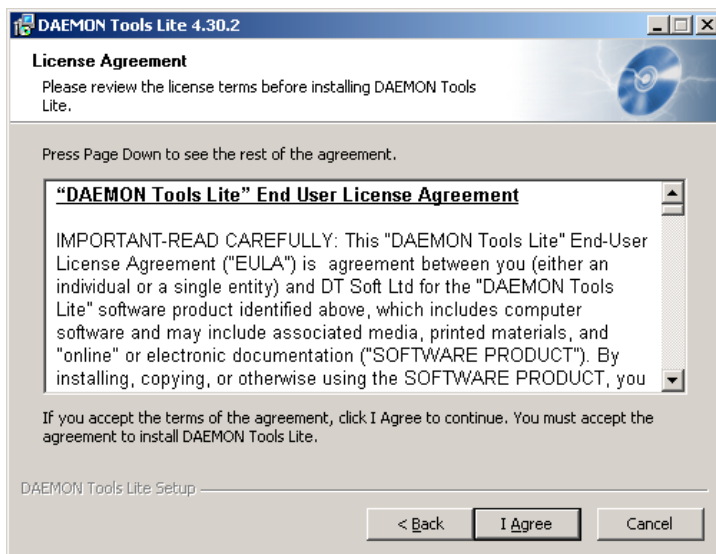 DAEMON Tools Lite 4.30.2
License Agreement
Please review the license terms before installing DAEMON Tools
Lite.
Press Page Down to see the rest of the agreement.
“DAEMON Tools Lite” End User License Agreement
IMPORTANT-READ CAREFULLY: This "DAEMON Tools Lite" End-User
License Agreement ("EULA") is  agreement between you (either an
individual or a single entity) and DT Soft Ltd for the "DAEMON Tools
Lite" software product identified above, which includes computer
software and may include associated media, printed materials, and
"online" or electronic documentation ("SOFTWARE PRODUCT"). By
installing, copying, or otherwise using the SOFTWARE PRODUCT, you
If you accept the terms of the agreement, click I Agree to continue. You must accept the
agreement to install DAEMON Tools Lite.
DAEMON Tools Lite Setup
< Back
I Agree
Cancel